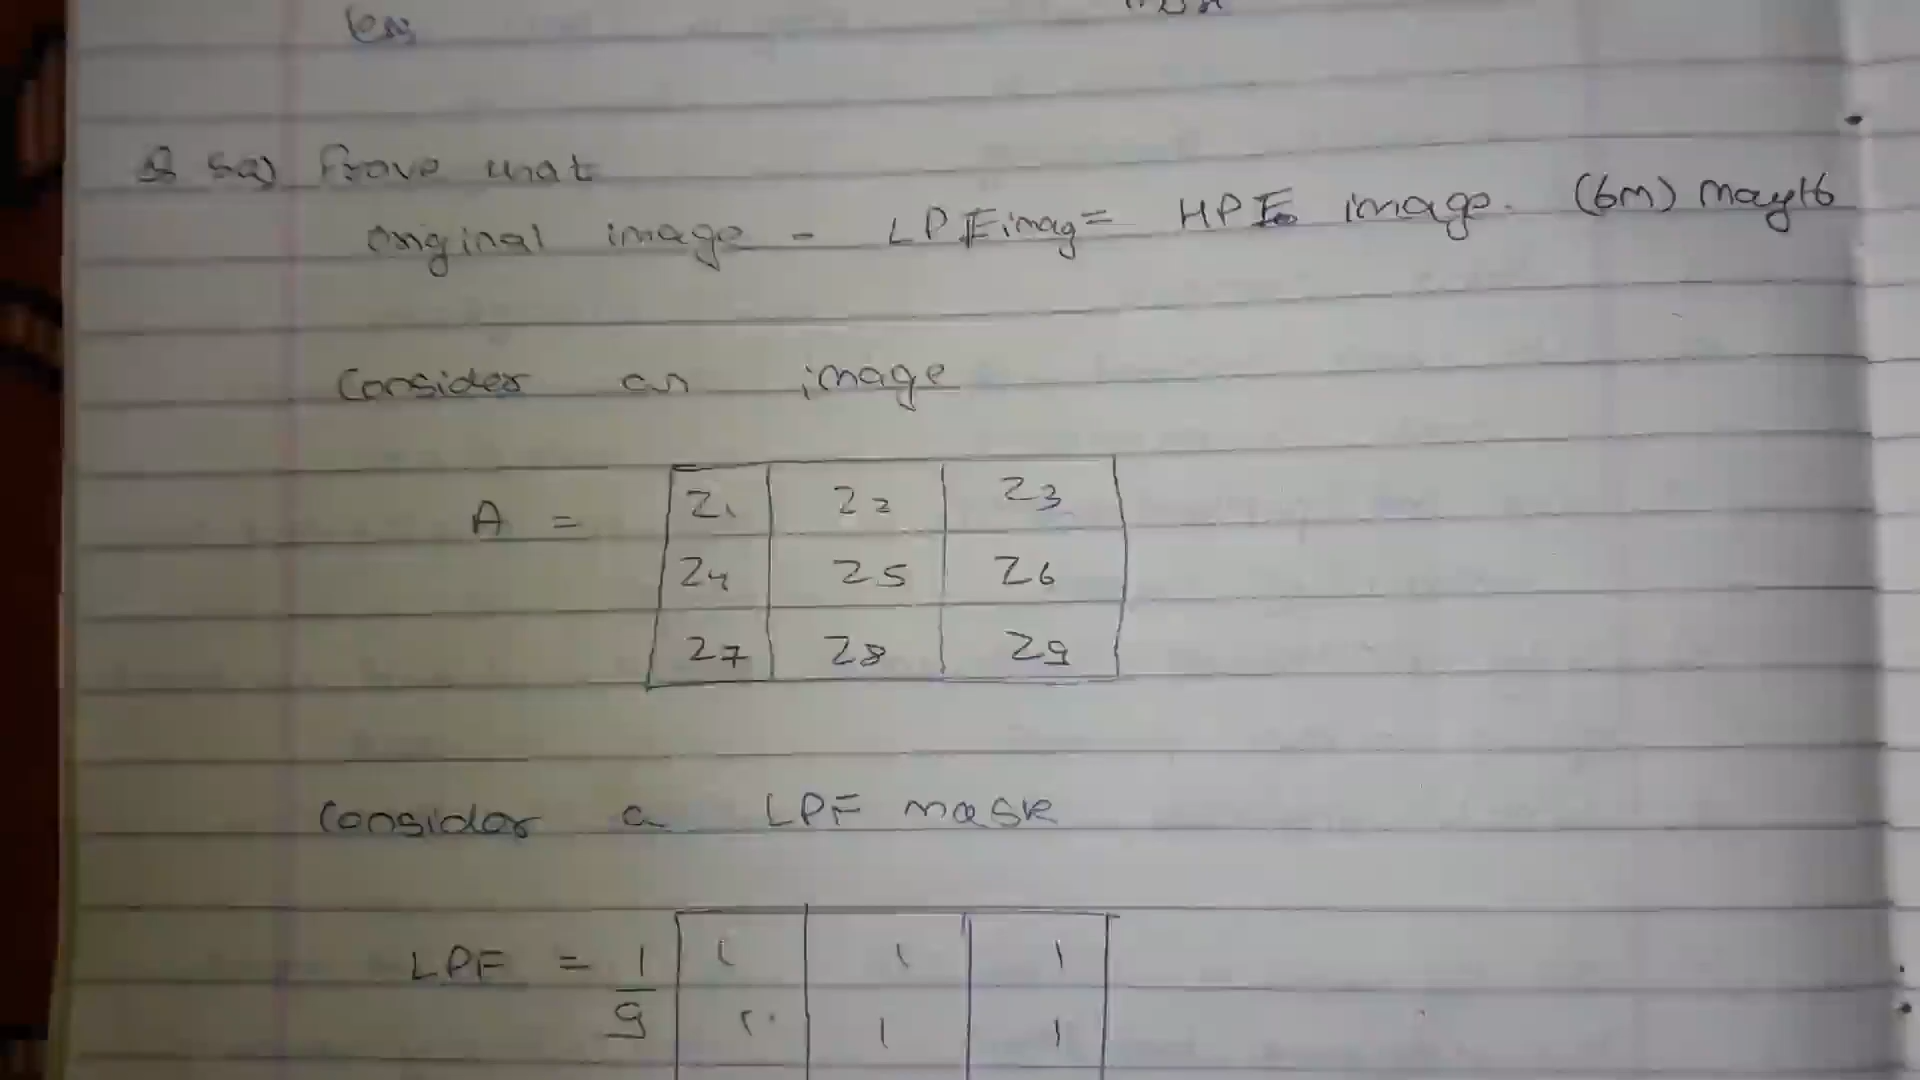 Q 5a) Prove that
original image - LPF imag = HPF image. (6m) may16
Consider an image
A = Z1 Z2 Z3
Z4 Z5 Z6
Z7 Z8 Z9
Consider a LPF mask
LPF = 1/9 1 1 1
1 1 1